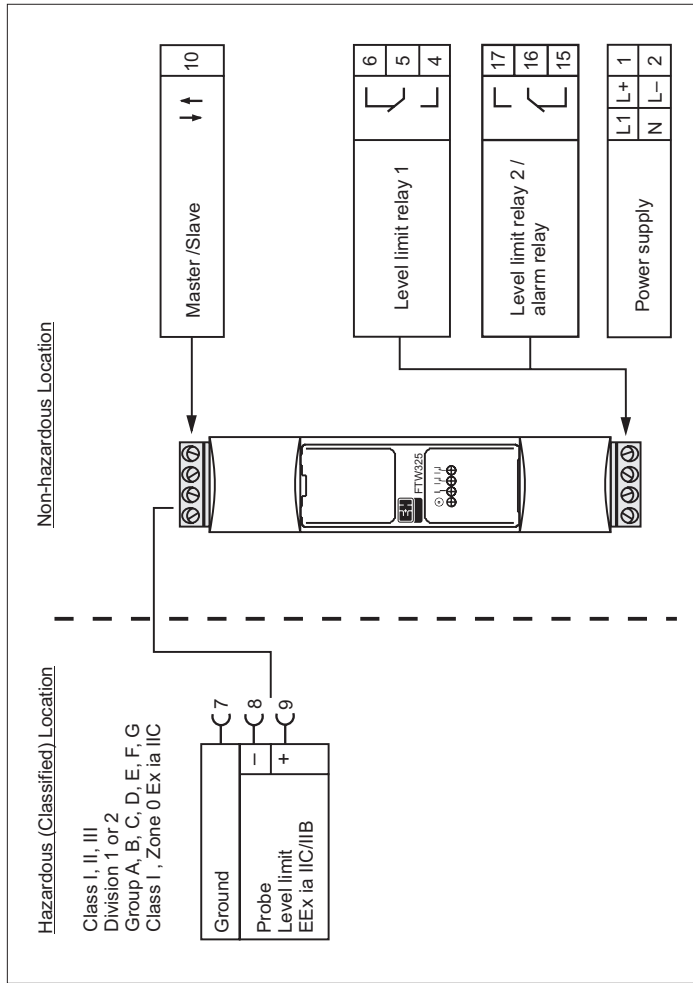 Hazardous (Classified) Location
Class I, II, III
Division 1 or 2
Group A, B, C, D, E, F, G
Class I , Zone 0 Ex ia IIC
Ground
7
Probe
Level limit
EEx ia IIC/IIB
– 8
+ 9
Non-hazardous Location
EH
FTW325
Master /Slave
10
Level limit relay 1
6
5
4
Level limit relay 2 /
alarm relay
17
16
15
Power supply
L1 L+ 1
N L– 2